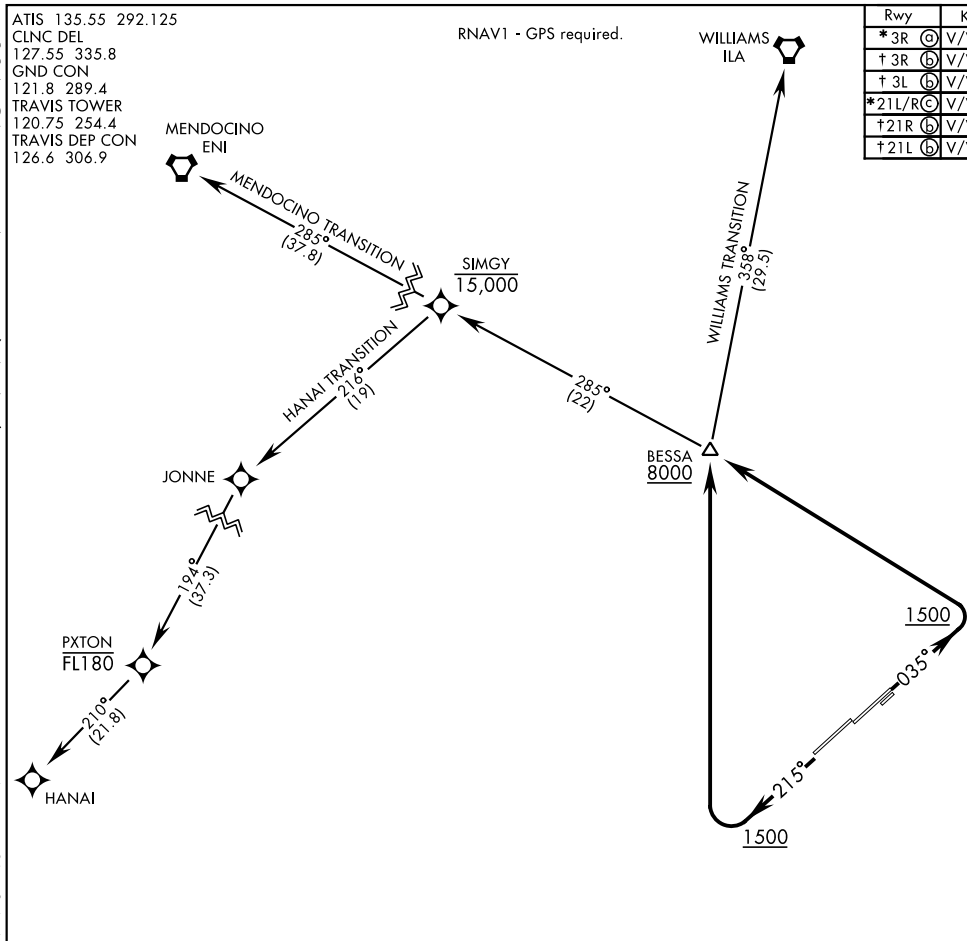 ATIS 135.55 292.125
CLNC DEL
127.55 335.8
GND CON
121.8 289.4
TRAVIS TOWER
120.75 254.4
TRAVIS DEP CON
126.6 306.9
RNAV1 - GPS required.
Rwy
*3R ⓐ V/
†3R ⓑ V/
†3L ⓑ V/
*21L/R ⓒ V/
†21R ⓑ V/
†21L ⓑ V/
WILLIAMS
ILA
MENDOCINO
ENI
MENDOCINO TRANSITION
285°
(37.8)
SIMGY
15,000
WILLIAMS TRANSITION
358°
(29.5)
HANAI TRANSITION
216°
(19)
285°
(22)
JONNE
BESSA
8000
194°
(37.3)
PXTON
FL180
1500
035°
210°
(21.8)
HANAI
215°
1500